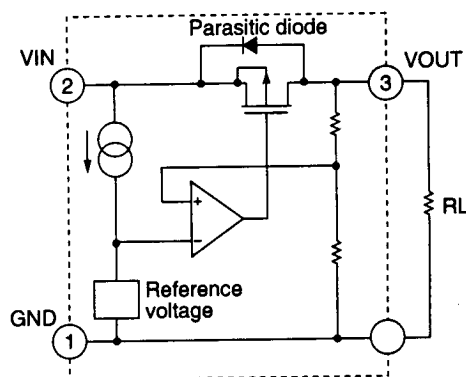 Parasitic diode
VIN
VOUT
2
3
+
−
RL
Reference
voltage
GND
1